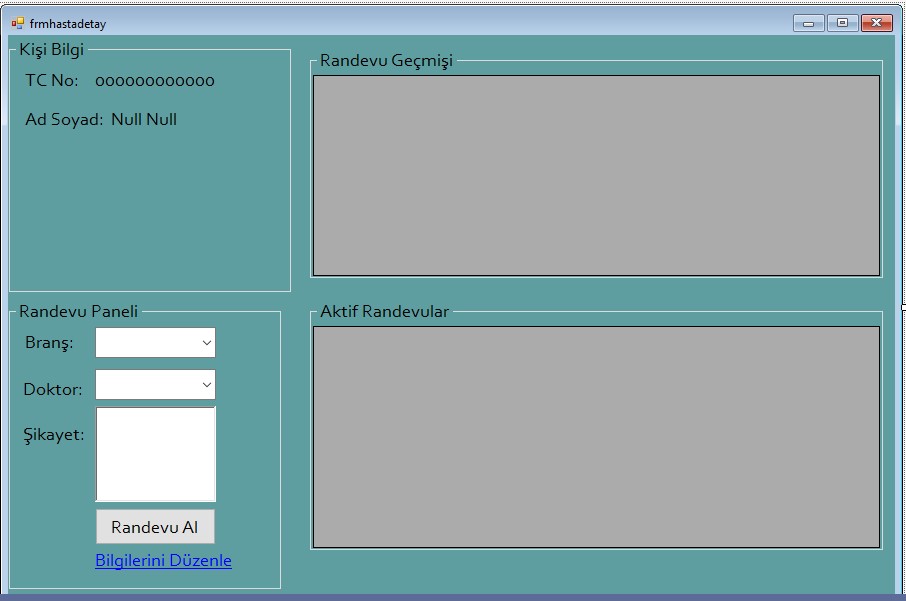 frmhastadetay
Kişi Bilgi
TC No: 000000000000
Ad Soyad: Null Null
Randevu Geçmişi
Randevu Paneli
Branş:
Doktor:
Şikayet:
Randevu Al
Bilgilerini Düzenle
Aktif Randevular